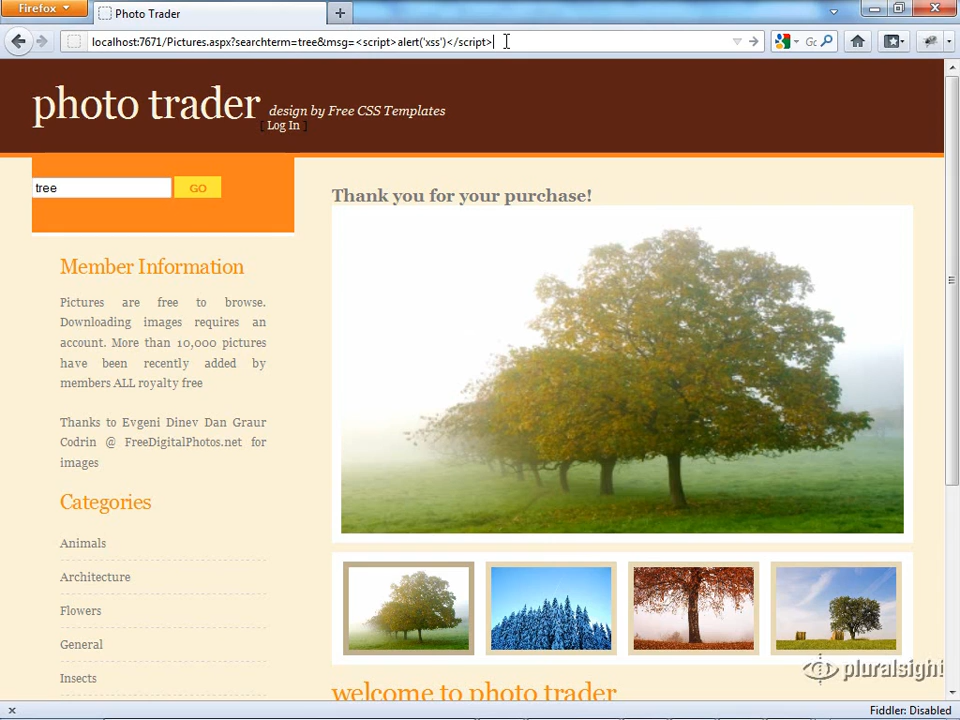 Firefox
Photo Trader
localhost:7671/Pictures.aspx?searchterm=tree&msg=<script>alert('xss')</script>
photo trader design by Free CSS Templates
[ Log In ]
tree
GO
Thank you for your purchase!
Member Information
Pictures are free to browse.
Downloading images requires an
account. More than 10,000 pictures
have been recently added by
members ALL royalty free
Thanks to Evgeni Dinev Dan Graur
Codrin @ FreeDigitalPhotos.net for
images
Categories
Animals
Architecture
Flowers
General
Insects
welcome to photo trader
pluralsight
Fiddler: Disabled